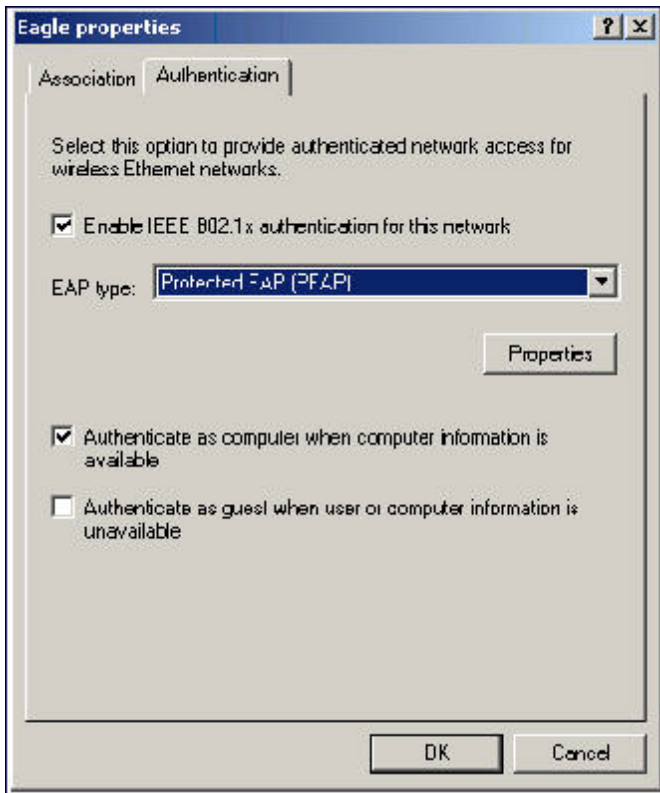 Eagle properties
Association
Authentication
Select this option to provide authenticated network access for
wireless Ethernet networks.
Enable IEEE 802.1x authentication for this network
EAP type:
Protected EAP (PEAP)
Properties
Authenticate as computer when computer information is
available
Authenticate as guest when user or computer information is
unavailable
OK
Cancel